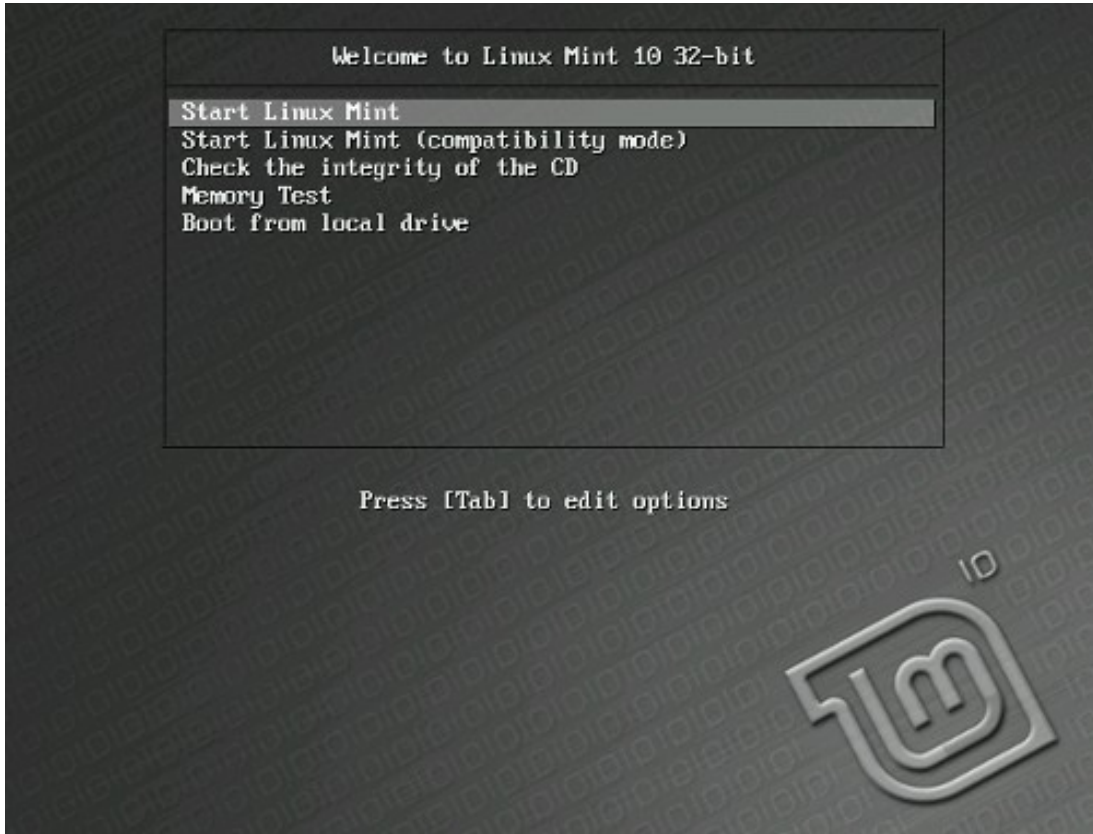 Welcome to Linux Mint 10 32-bit
Start Linux Mint
Start Linux Mint (compatibility mode)
Check the integrity of the CD
Memory Test
Boot from local drive
Press [Tab] to edit options
10